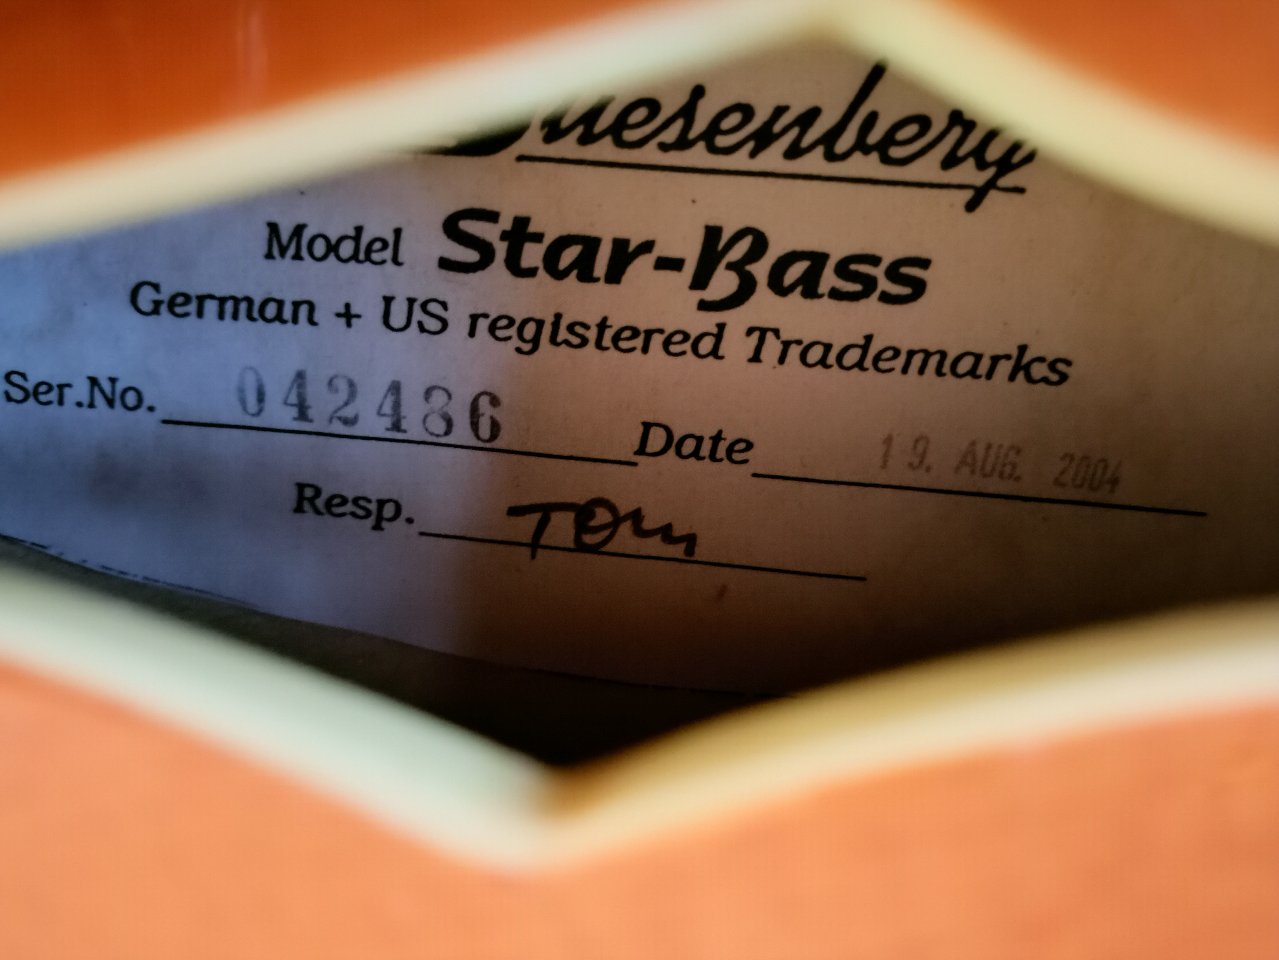 Duesenberg
Model Star-Bass
German + US registered Trademarks
Ser.No. 042486 Date 19. AUG. 2004
Resp. Tom